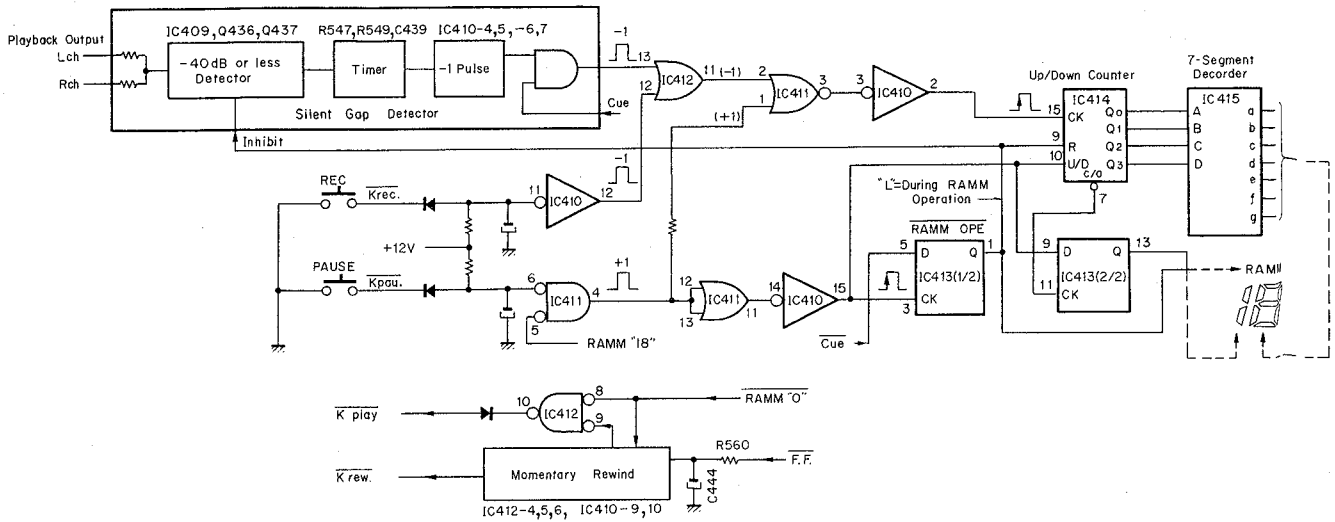 Playback Output
Lch
Rch
IC409, Q436, Q437
R547, R549, C439
IC410-4, 5, -6, 7
−40dB or less
Detector
Timer
−1 Pulse
Silent Gap Detector
Cue
Inhibit
−1
13
12
IC412
11 (−1)
2
1
(+1)
IC411
3
3
IC410
2
Up/Down Counter
IC414
15
CK
9
R
10
U/D
C/O
7
Q0
Q1
Q2
Q3
7-Segment
Decorder
IC 415
A
B
C
D
a
b
c
d
e
f
g
REC
Krec.
11
IC410
12
−1
+12V
PAUSE
Kpau.
6
5
IC411
4
+1
RAMM "18"
12
13
IC411
11
14
IC410
15
"L"=During RAMM
Operation
RAMM OPE
5
D
Q
1
IC413(1/2)
CK
3
Cue
9
D
Q
13
IC413(2/2)
11
CK
RAMM
18
K play
10
IC412
8
9
RAMM "0"
K rew.
Momentary Rewind
R560
F.F.
C444
IC412-4, 5, 6, IC410-9, 10